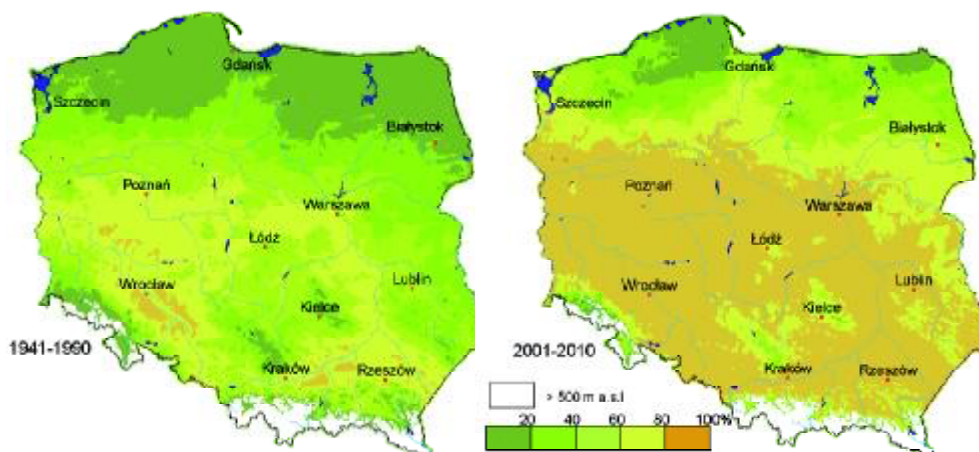 Gdańsk
Szczecin
Białystok
Poznań
Warszawa
Łódź
Wrocław
Lublin
Kielce
1941-1990
Kraków
Rzeszów
Gdańsk
Szczecin
Białystok
Poznań
Warszawa
Łódź
Wrocław
Lublin
Kielce
2001-2010
Kraków
Rzeszów
> 500 m a.s.l
20 40 60 80 100%